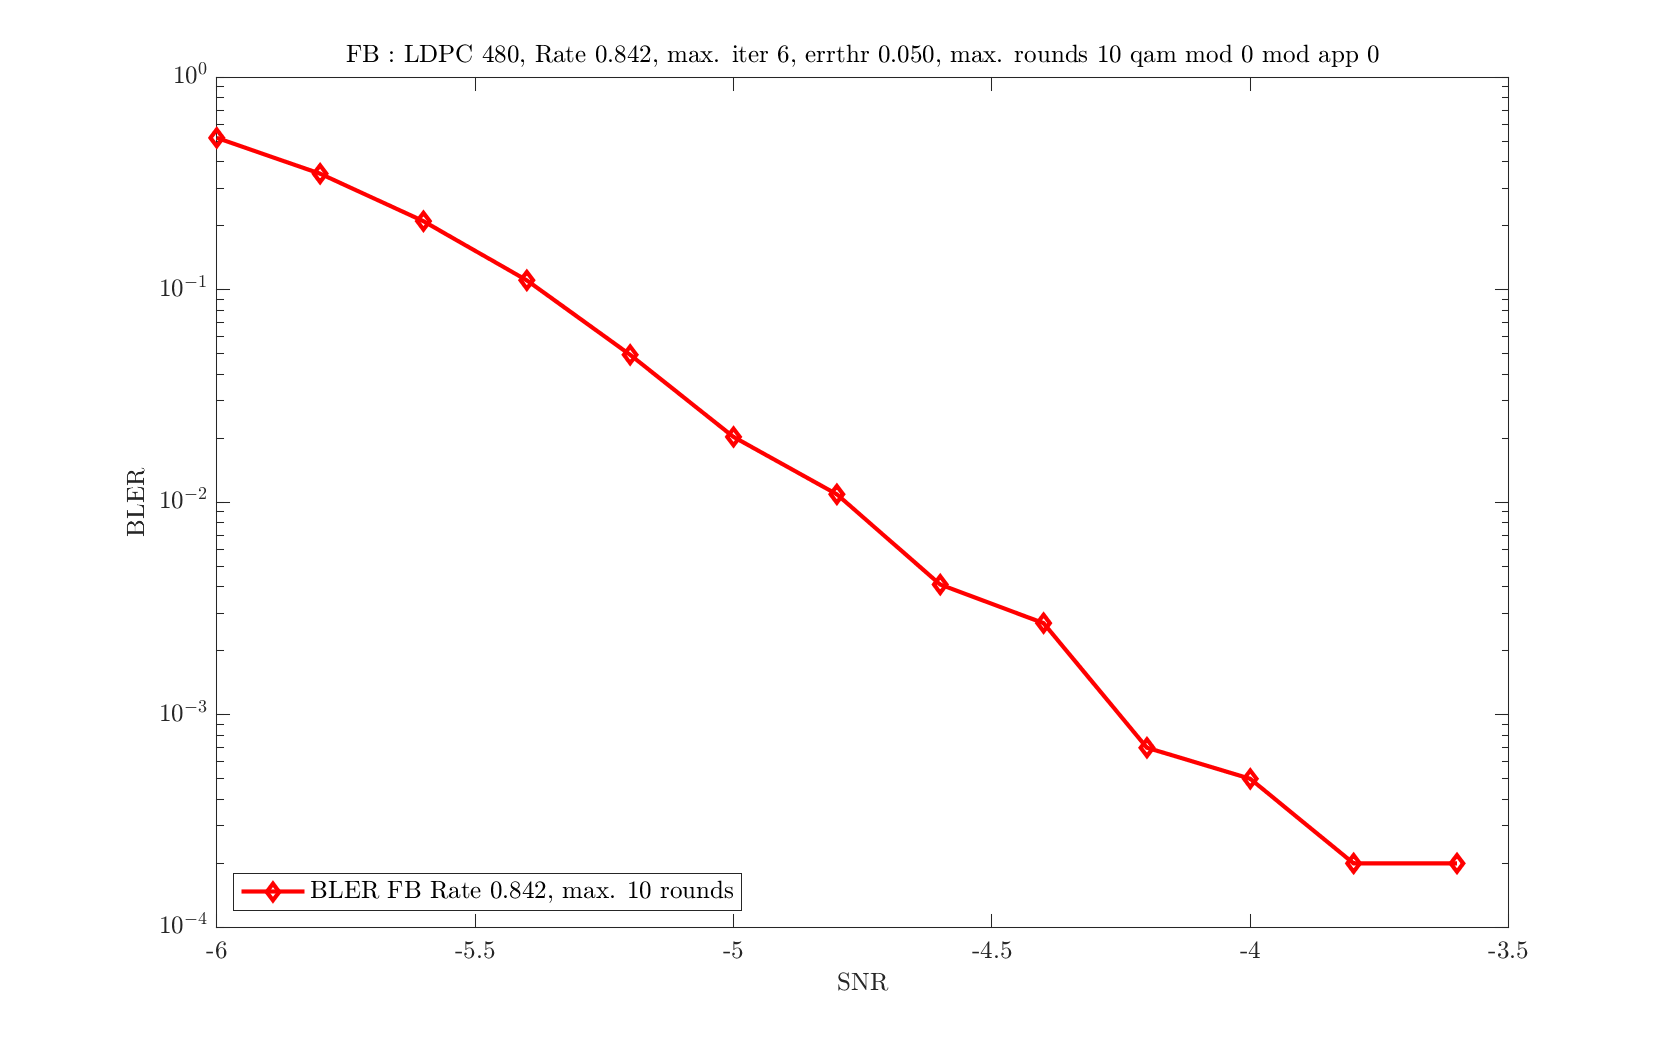 FB : LDPC 480, Rate 0.842, max. iter 6, errthr 0.050, max. rounds 10 qam mod 0 mod app 0
10^0
10^-1
10^-2
10^-3
10^-4
BLER
BLER FB Rate 0.842, max. 10 rounds
-6 -5.5 -5 -4.5 -4 -3.5
SNR